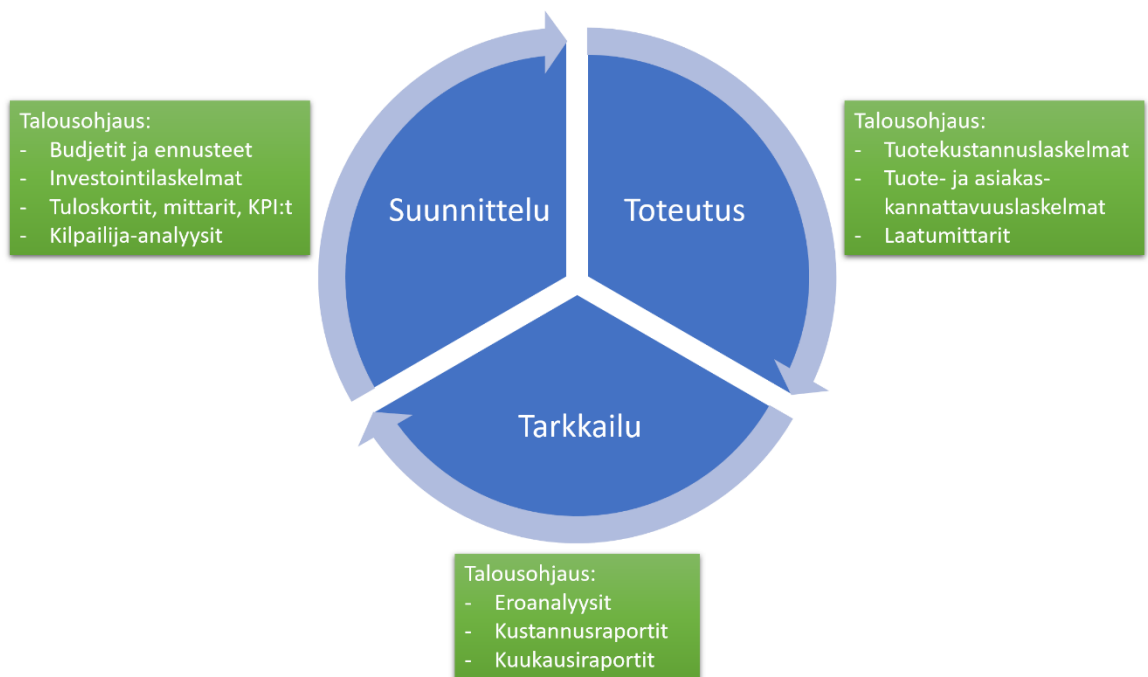 Talousohjaus:
- Budjetit ja ennusteet
- Investointilaskelmat
- Tuloskortit, mittarit, KPI:t
- Kilpailija-analyysit
Suunnittelu
Toteutus
Talousohjaus:
- Tuotekustannuslaskelmat
- Tuote- ja asiakas-
kannattavuuslaskelmat
- Laatumittarit
Tarkkailu
Talousohjaus:
- Eroanalyysit
- Kustannusraportit
- Kuukausiraportit